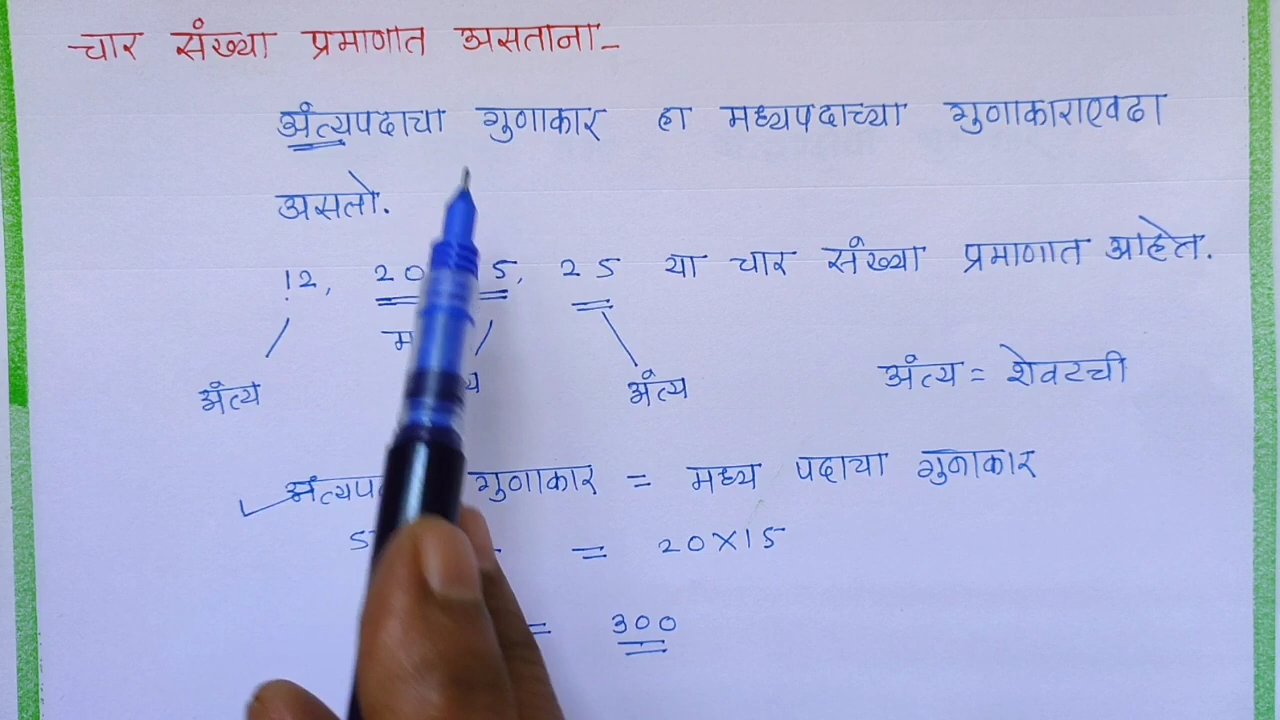 चार संख्या प्रमाणात असताना-
अंत्यपदाचा गुणाकार हा मध्यपदाच्या गुणाकाराएवढा
असतो.
12, 20 5, 25 या चार संख्या प्रमाणात आहेत.
अंत्य अंत्य अंत्य = शेवटची
गुणाकार = मध्य पदाचा गुणाकार
= 20×15
= 300